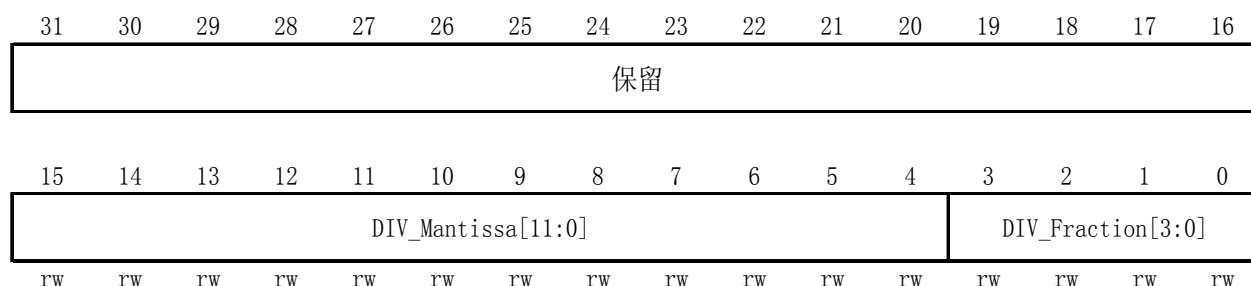 31 30 29 28 27 26 25 24 23 22 21 20 19 18 17 16
保留
15 14 13 12 11 10 9 8 7 6 5 4 3 2 1 0
DIV_Mantissa[11:0] DIV_Fraction[3:0]
rw rw rw rw rw rw rw rw rw rw rw rw rw rw rw rw